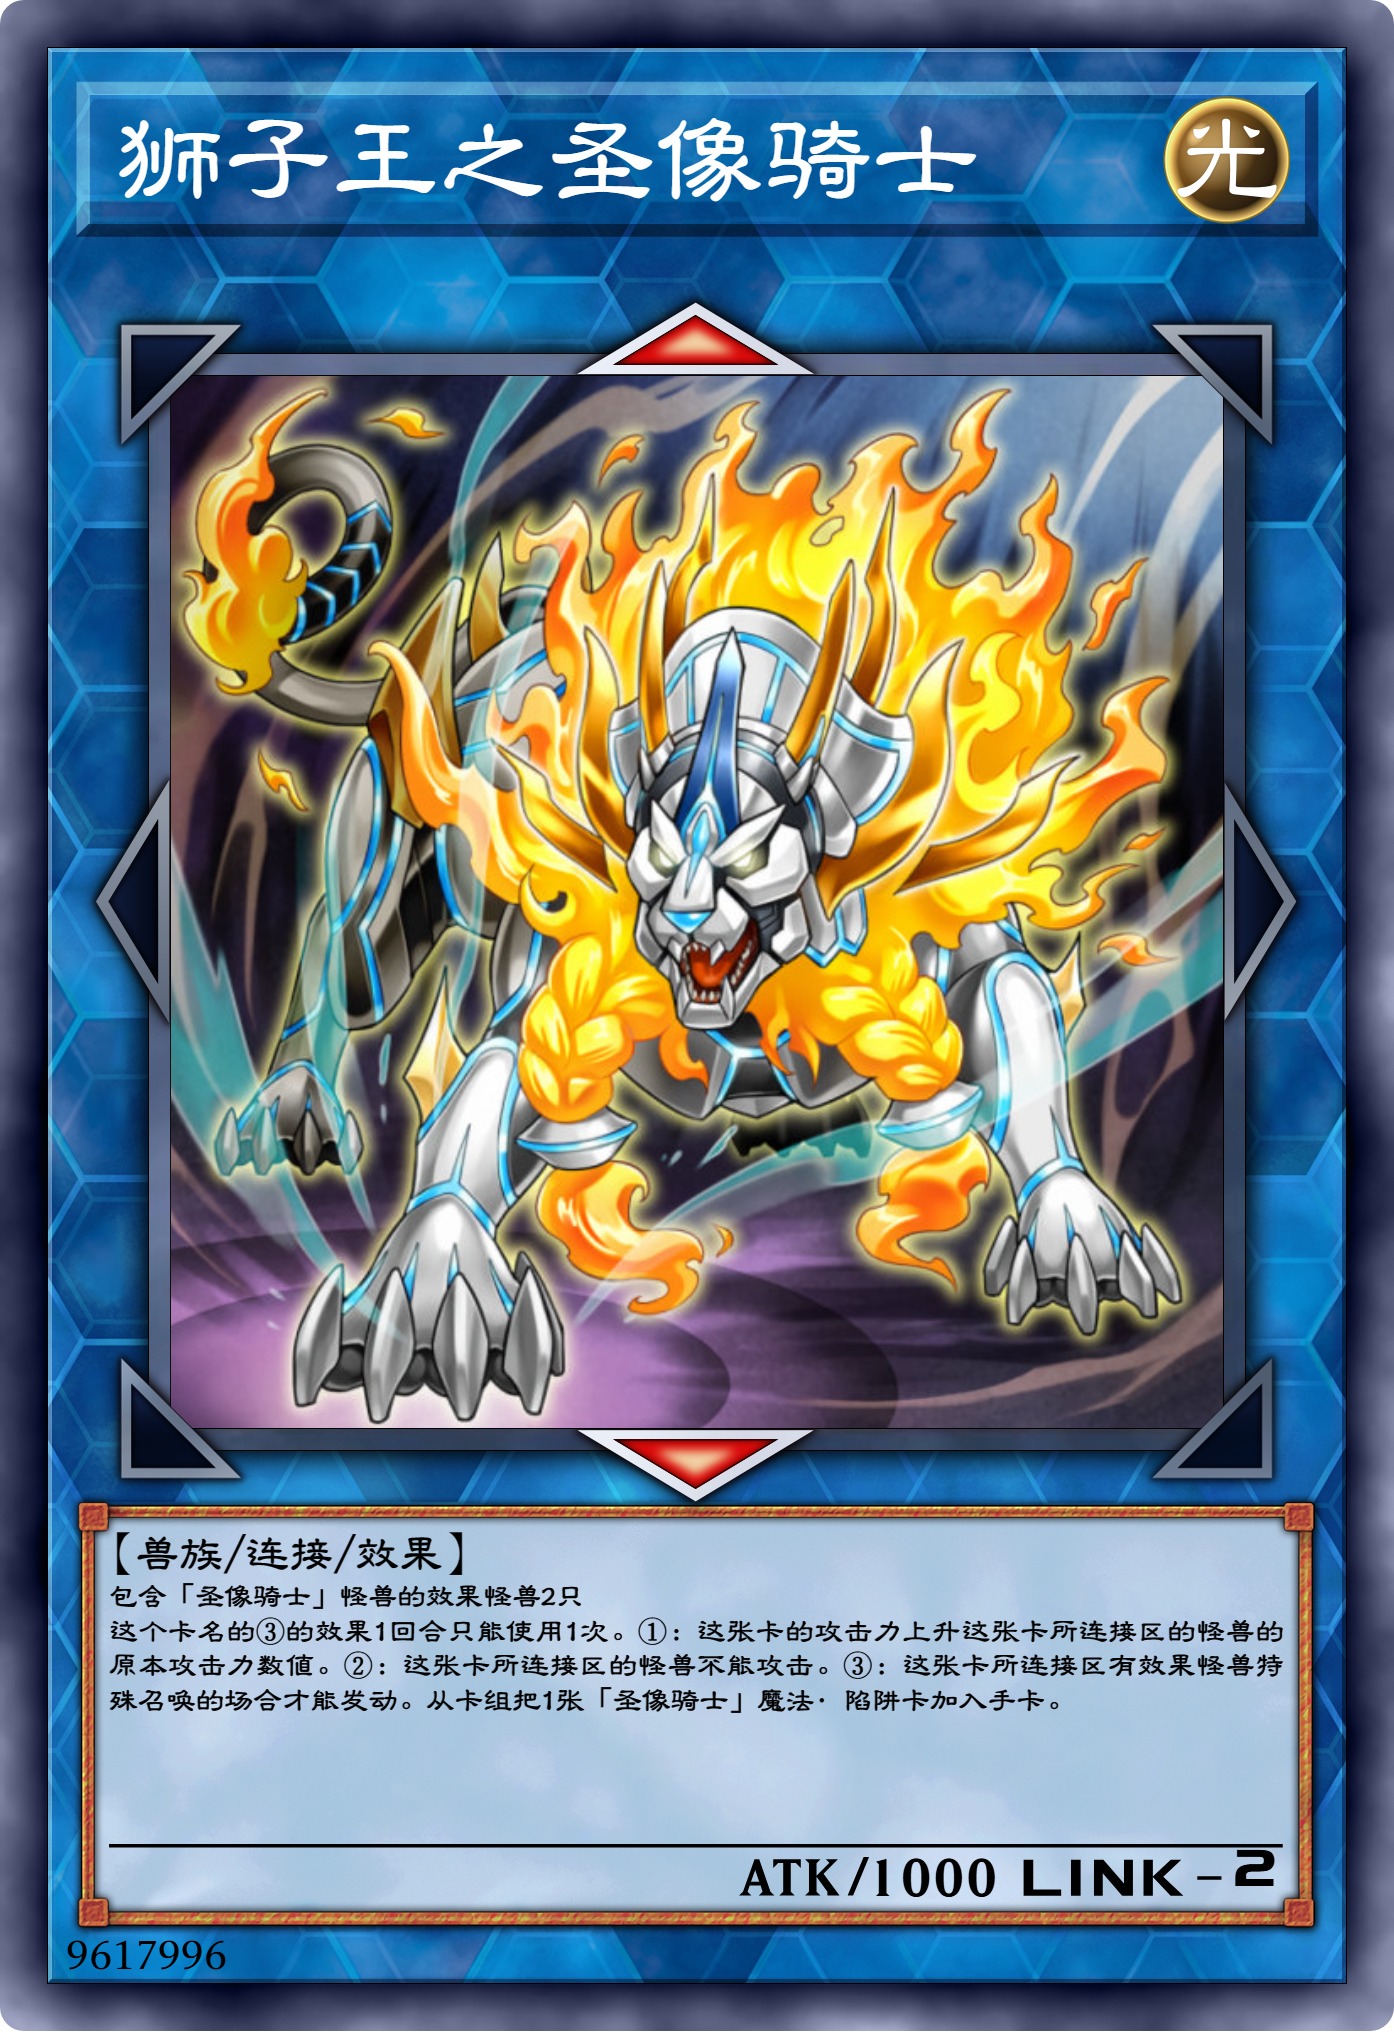 狮子王之圣像骑士
光
【兽族/连接/效果】
包含「圣像骑士」怪兽的效果怪兽2只
这个卡名的③的效果1回合只能使用1次。①：这张卡的攻击力上升这张卡所连接区的怪兽的
原本攻击力数值。②：这张卡所连接区的怪兽不能攻击。③：这张卡所连接区有效果怪兽特
殊召唤的场合才能发动。从卡组把1张「圣像骑士」魔法·陷阱卡加入手卡。
ATK/1000 LINK-2
9617996